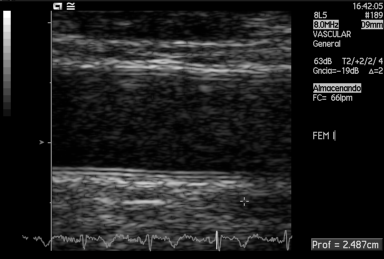 16:42:05
8L5 #189
8.0MHz 39mm
VASCULAR
General
63dB T2/+2/2/ 4
Gncia=-19dB Δ=2
Almacenando
FC= 66lpm
FEM I
Prof = 2.487cm